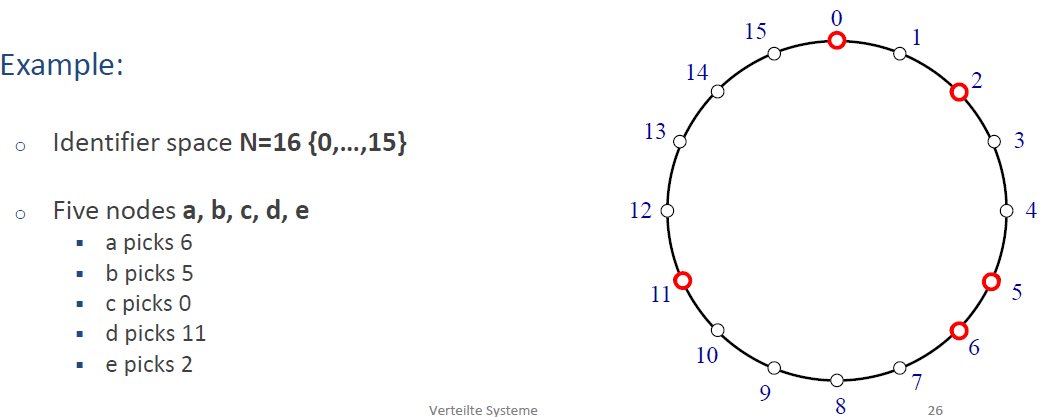 Example:
o Identifier space N=16 {0,...,15}
o Five nodes a, b, c, d, e
▪ a picks 6
▪ b picks 5
▪ c picks 0
▪ d picks 11
▪ e picks 2
0
1
2
3
4
5
6
7
8
9
10
11
12
13
14
15
Verteilte Systeme
26